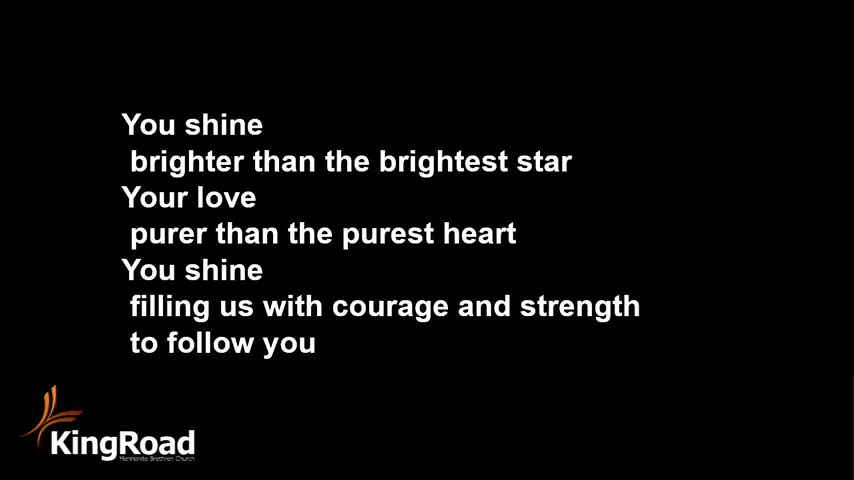 You shine
brighter than the brightest star
Your love
purer than the purest heart
You shine
filling us with courage and strength
to follow you
KingRoad
Mennonite Brethren Church